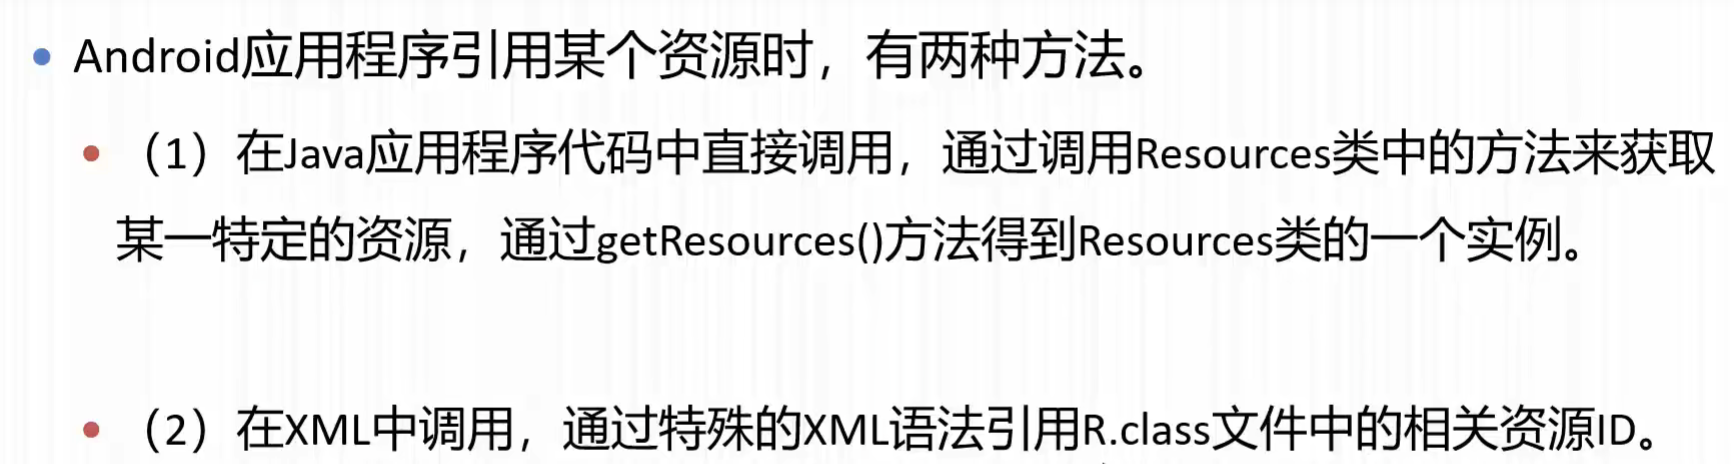 Android应用程序引用某个资源时，有两种方法。
（1）在Java应用程序代码中直接调用，通过调用Resources类中的方法来获取
某一特定的资源，通过getResources()方法得到Resources类的一个实例。
（2）在XML中调用，通过特殊的XML语法引用R.class文件中的相关资源ID。